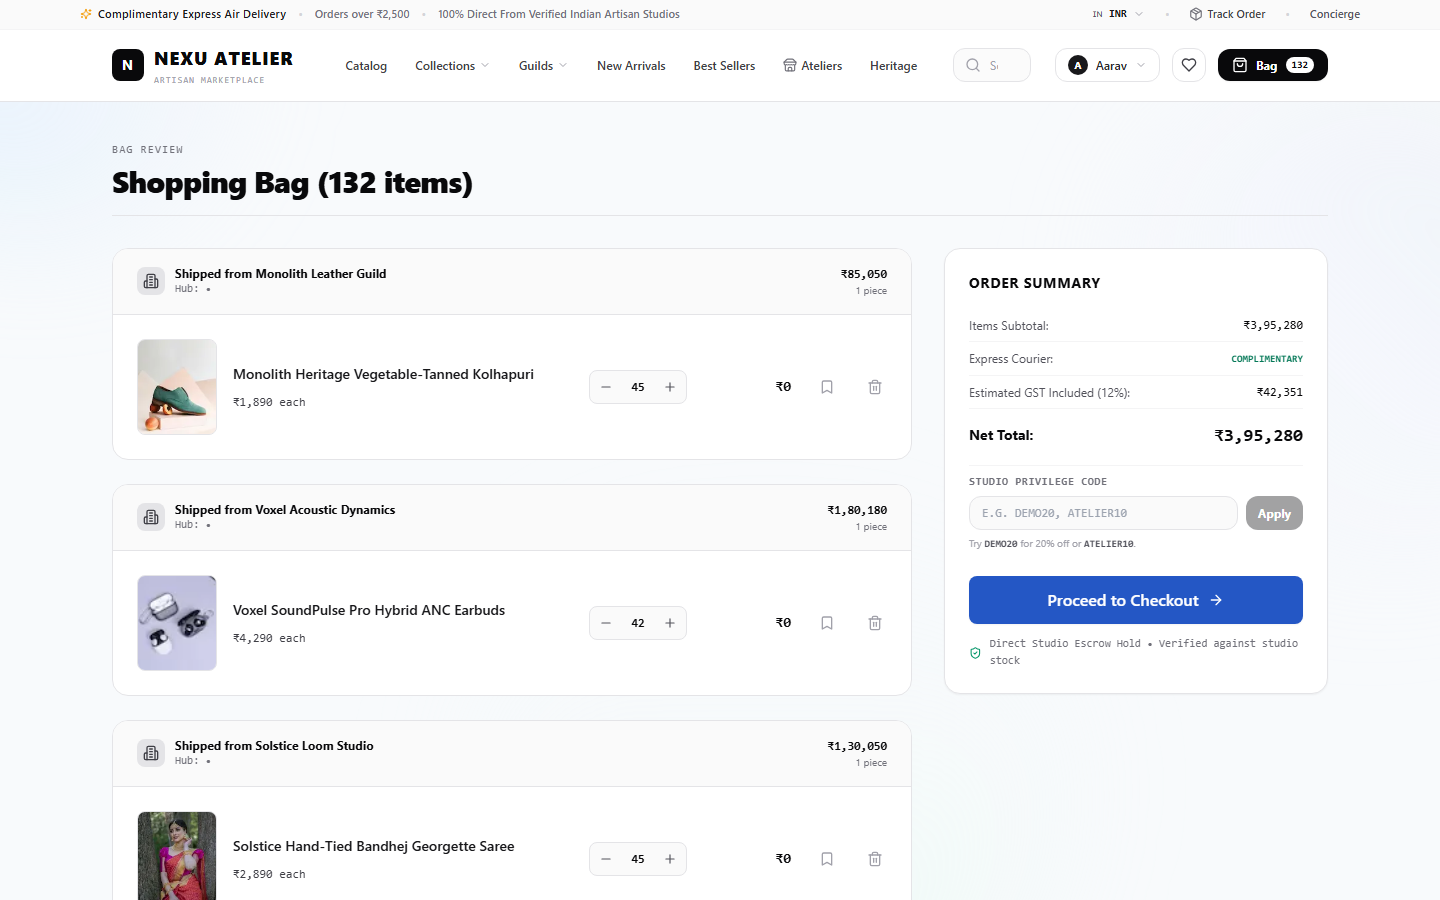 Complimentary Express Air Delivery • Orders over ₹2,500 • 100% Direct From Verified Indian Artisan Studios
IN INR • Track Order • Concierge
N NEXU ATELIER
ARTISAN MARKETPLACE
Catalog Collections Guilds New Arrivals Best Sellers Ateliers Heritage
A Aarav Bag 132
BAG REVIEW
Shopping Bag (132 items)
Shipped from Monolith Leather Guild
Hub: •
₹85,050
1 piece
Monolith Heritage Vegetable-Tanned Kolhapuri
₹1,890 each
45
₹0
Shipped from Voxel Acoustic Dynamics
Hub: •
₹1,80,180
1 piece
Voxel SoundPulse Pro Hybrid ANC Earbuds
₹4,290 each
42
₹0
Shipped from Solstice Loom Studio
Hub: •
₹1,30,050
1 piece
Solstice Hand-Tied Bandhej Georgette Saree
₹2,890 each
45
₹0
ORDER SUMMARY
Items Subtotal: ₹3,95,280
Express Courier: COMPLIMENTARY
Estimated GST Included (12%): ₹42,351
Net Total: ₹3,95,280
STUDIO PRIVILEGE CODE
E.G. DEMO20, ATELIER10
Apply
Try DEMO20 for 20% off or ATELIER10.
Proceed to Checkout
Direct Studio Escrow Hold • Verified against studio
stock